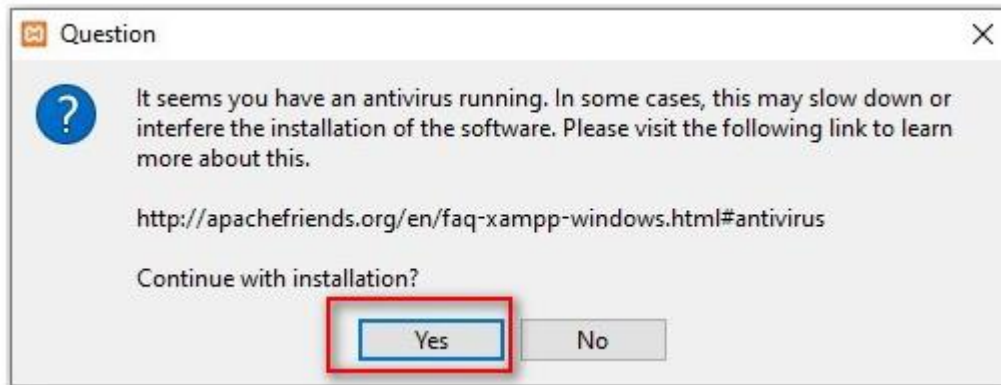 Question
It seems you have an antivirus running. In some cases, this may slow down or
interfere the installation of the software. Please visit the following link to learn
more about this.
http://apachefriends.org/en/faq-xampp-windows.html#antivirus
Continue with installation?
Yes No